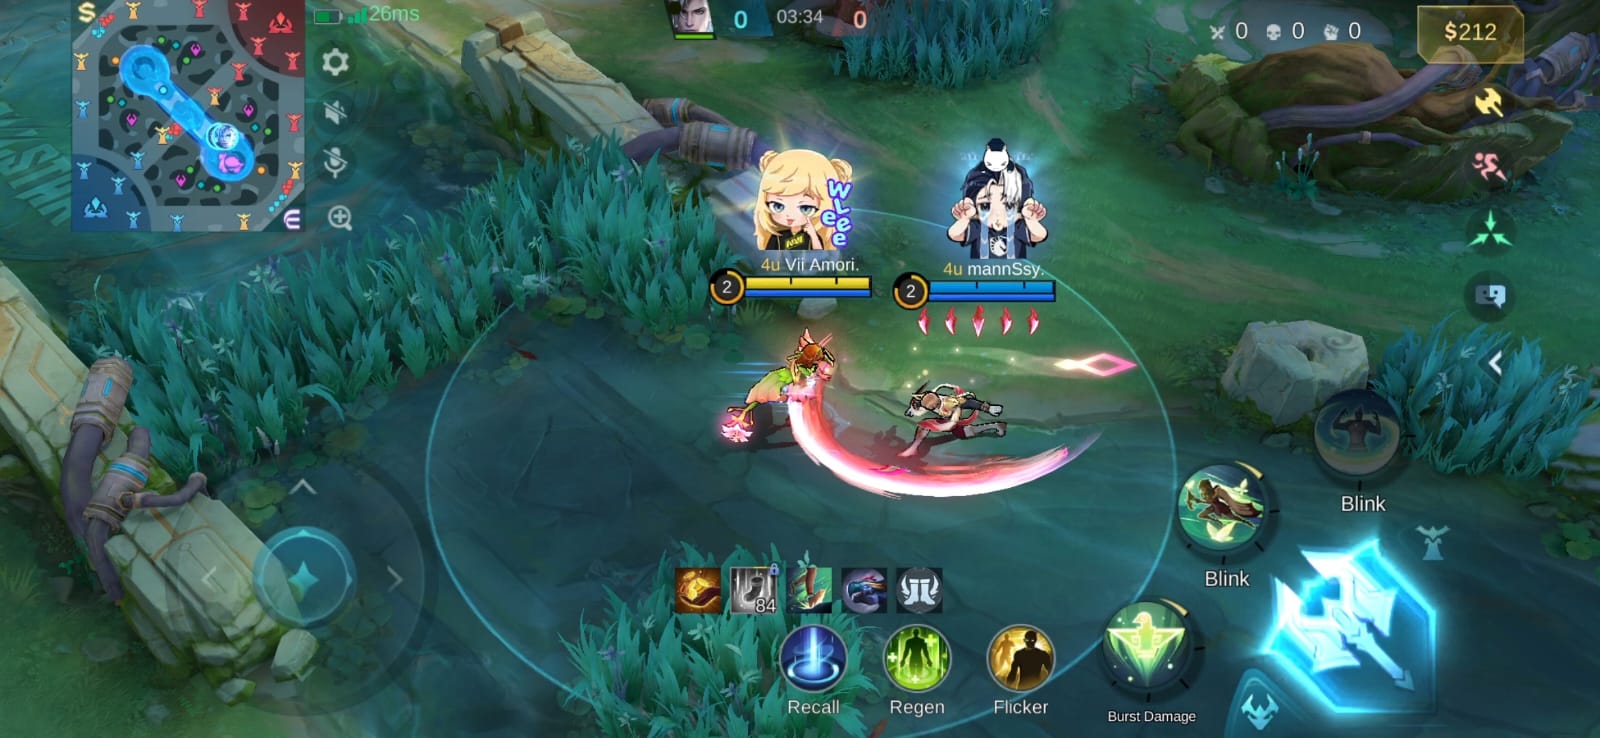 26ms
0
03:34
0
0
0
0
$212
WLeee
4u Vii Amori.
4u mannSsy.
2
2
Blink
Blink
84
Recall
Regen
Flicker
Burst Damage